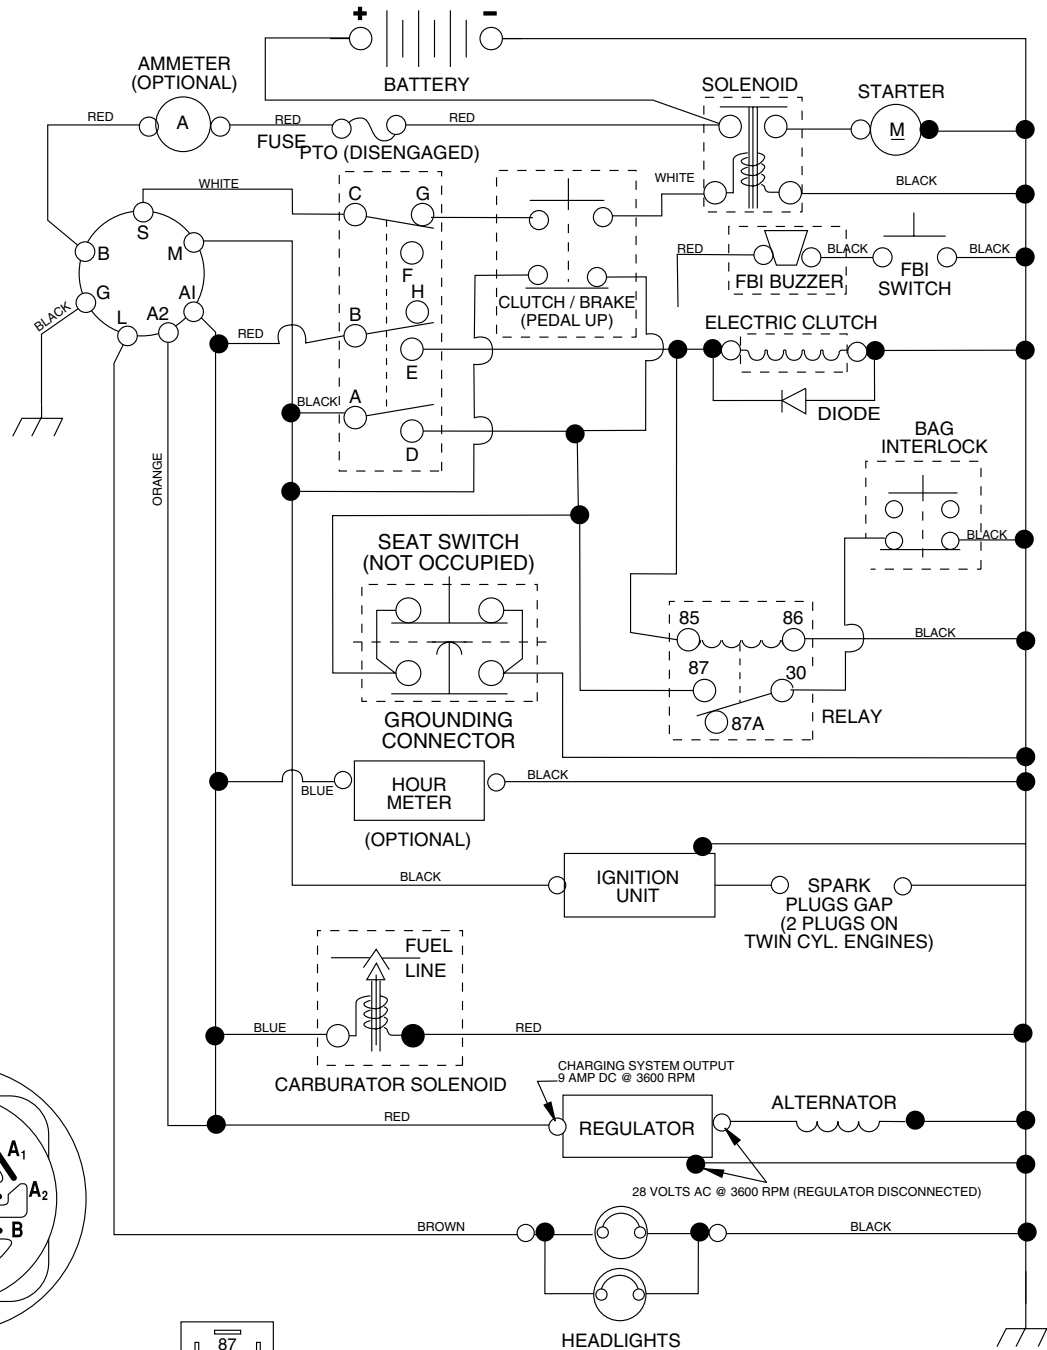 +
−
BATTERY
AMMETER
(OPTIONAL)
RED
A
RED
FUSE
RED
SOLENOID
STARTER
M
PTO (DISENGAGED)
WHITE
C
G
WHITE
BLACK
S
B
M
G
A1
L
A2
BLACK
F
H
RED
B
E
BLACK
A
D
CLUTCH / BRAKE
(PEDAL UP)
RED
BLACK
BLACK
FBI BUZZER
FBI
SWITCH
ELECTRIC CLUTCH
DIODE
BAG
INTERLOCK
BLACK
ORANGE
SEAT SWITCH
(NOT OCCUPIED)
GROUNDING
CONNECTOR
85
86
BLACK
87
30
87A
RELAY
BLUE
HOUR
METER
BLACK
(OPTIONAL)
BLACK
IGNITION
UNIT
SPARK
PLUGS GAP
(2 PLUGS ON
TWIN CYL. ENGINES)
FUEL
LINE
BLUE
RED
CARBURATOR SOLENOID
CHARGING SYSTEM OUTPUT
9 AMP DC @ 3600 RPM
RED
REGULATOR
ALTERNATOR
28 VOLTS AC @ 3600 RPM (REGULATOR DISCONNECTED)
A1
A2
B
BROWN
BLACK
HEADLIGHTS
87